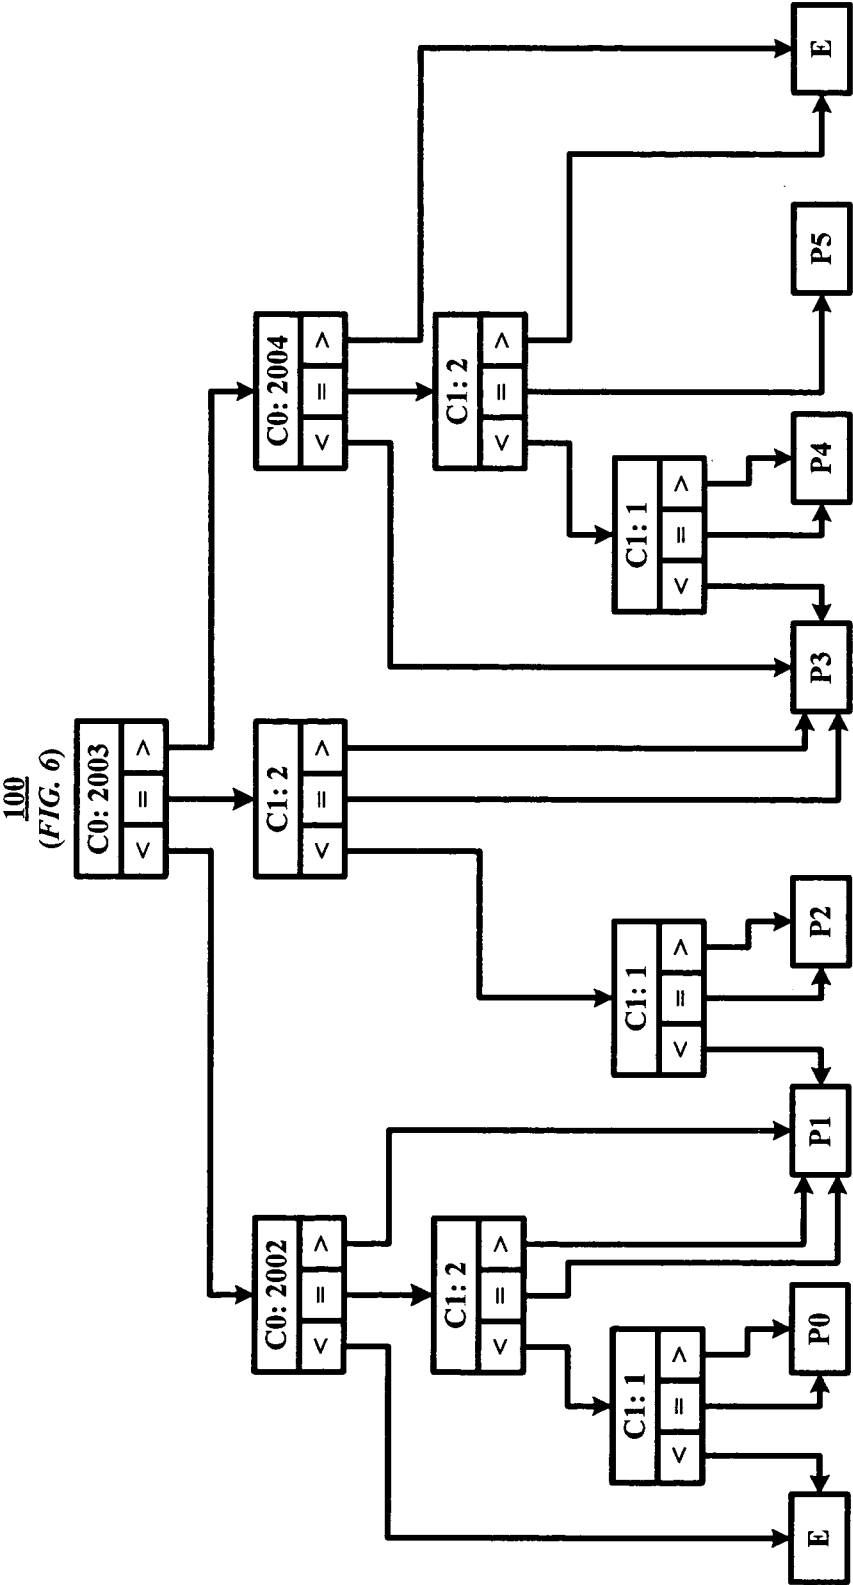 100
(FIG. 6)
C0: 2003
< = >
C0: 2002
< = >
C1: 2
< = >
C0: 2004
< = >
C1: 2
< = >
C1: 2
< = >
C1: 1
< = >
C1: 1
< = >
C1: 1
< = >
E
P0
P1
P2
P3
P4
P5
E